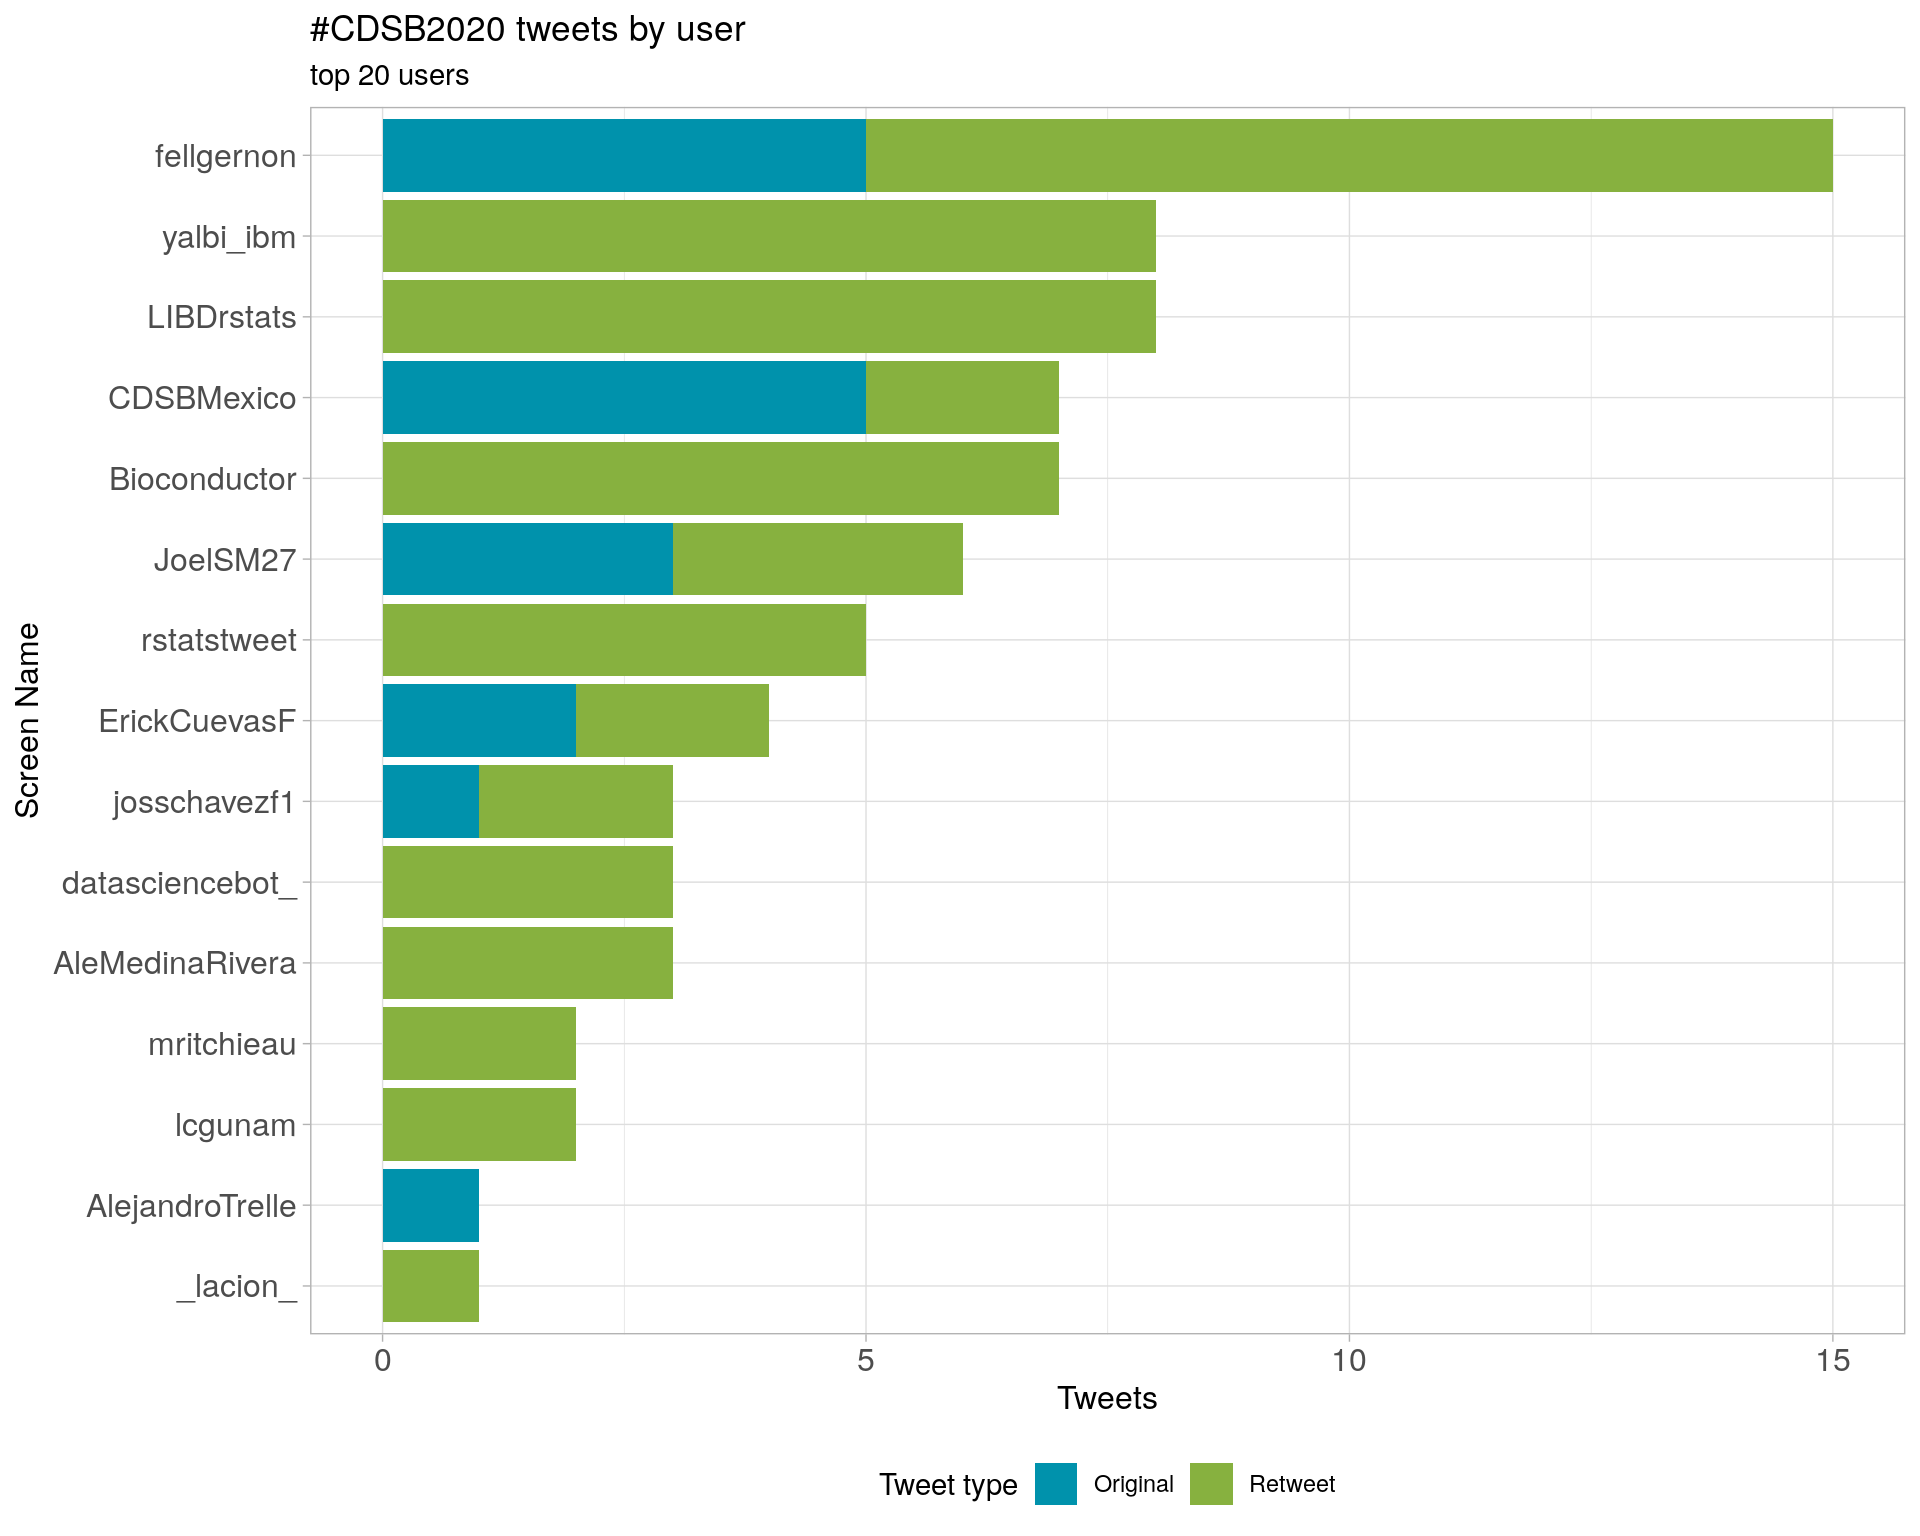 #CDSB2020 tweets by user
top 20 users
Screen Name
fellgernon
yalbi_ibm
LIBDrstats
CDSBMexico
Bioconductor
JoelSM27
rstatstweet
ErickCuevasF
josschavezf1
datasciencebot_
AleMedinaRivera
mritchieau
lcgunam
AlejandroTrelle
_lacion_
0 5 10 15
Tweets
Tweet type Original Retweet